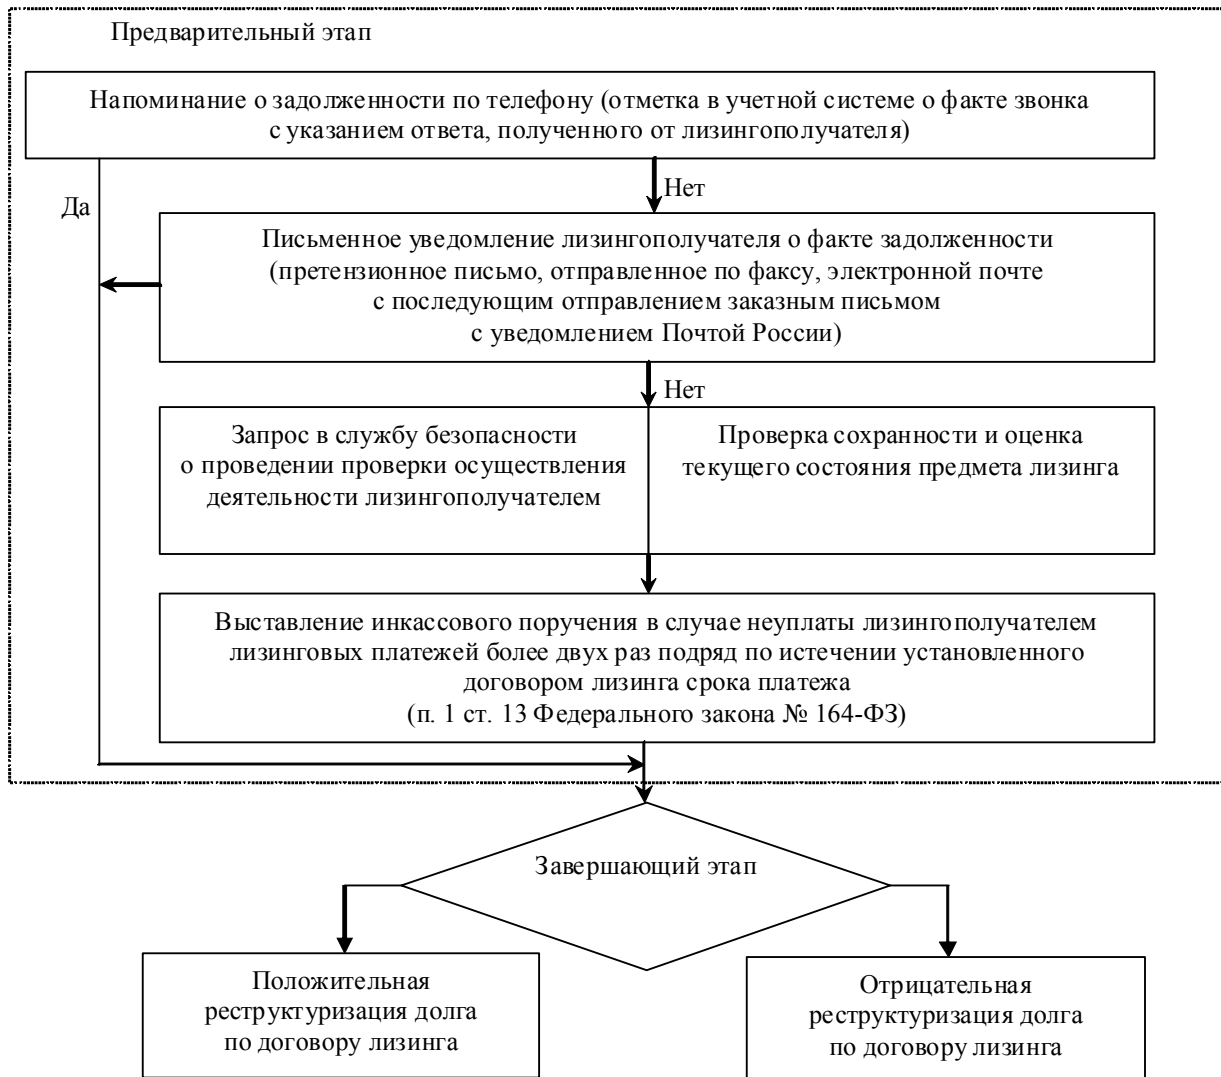 Предварительный этап
Напоминание о задолженности по телефону (отметка в учетной системе о факте звонка
с указанием ответа, полученного от лизингополучателя)
Нет
Да
Письменное уведомление лизингополучателя о факте задолженности
(претензионное письмо, отправленное по факсу, электронной почте
с последующим отправлением заказным письмом
с уведомлением Почтой России)
Нет
Запрос в службу безопасности
о проведении проверки осуществления
деятельности лизингополучателем
Проверка сохранности и оценка
текущего состояния предмета лизинга
Выставление инкассового поручения в случае неуплаты лизингополучателем
лизинговых платежей более двух раз подряд по истечении установленного
договором лизинга срока платежа
(п. 1 ст. 13 Федерального закона № 164-ФЗ)
Завершающий этап
Положительная
реструктуризация долга
по договору лизинга
Отрицательная
реструктуризация долга
по договору лизинга